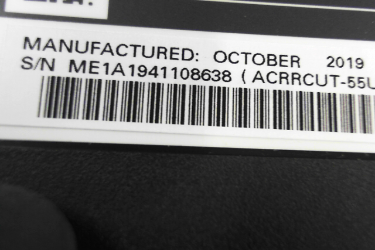 MANUFACTURED: OCTOBER 2019
S/N ME1A1941108638 ( ACRRCUT-55U